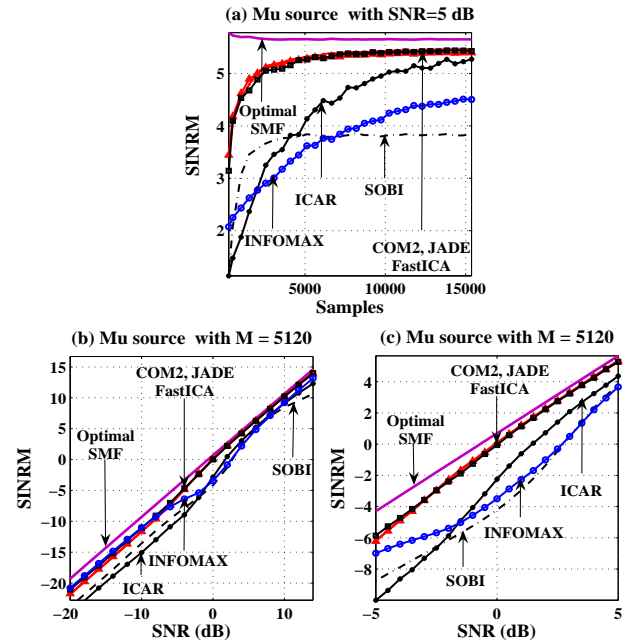 (a) Mu source with SNR=5 dB
SINRM
5
4
3
2
Optimal
SMF
ICAR
SOBI
INFOMAX
COM2, JADE
FastICA
5000
10000
15000
Samples
(b) Mu source with M = 5120
SINRM
15
10
5
0
-5
-10
-15
-20
COM2, JADE
FastICA
Optimal
SMF
SOBI
INFOMAX
ICAR
-20
-10
0
10
SNR (dB)
(c) Mu source with M = 5120
SINRM
4
2
0
-2
-4
-6
-8
COM2, JADE
FastICA
Optimal
SMF
ICAR
INFOMAX
SOBI
-5
0
5
SNR (dB)